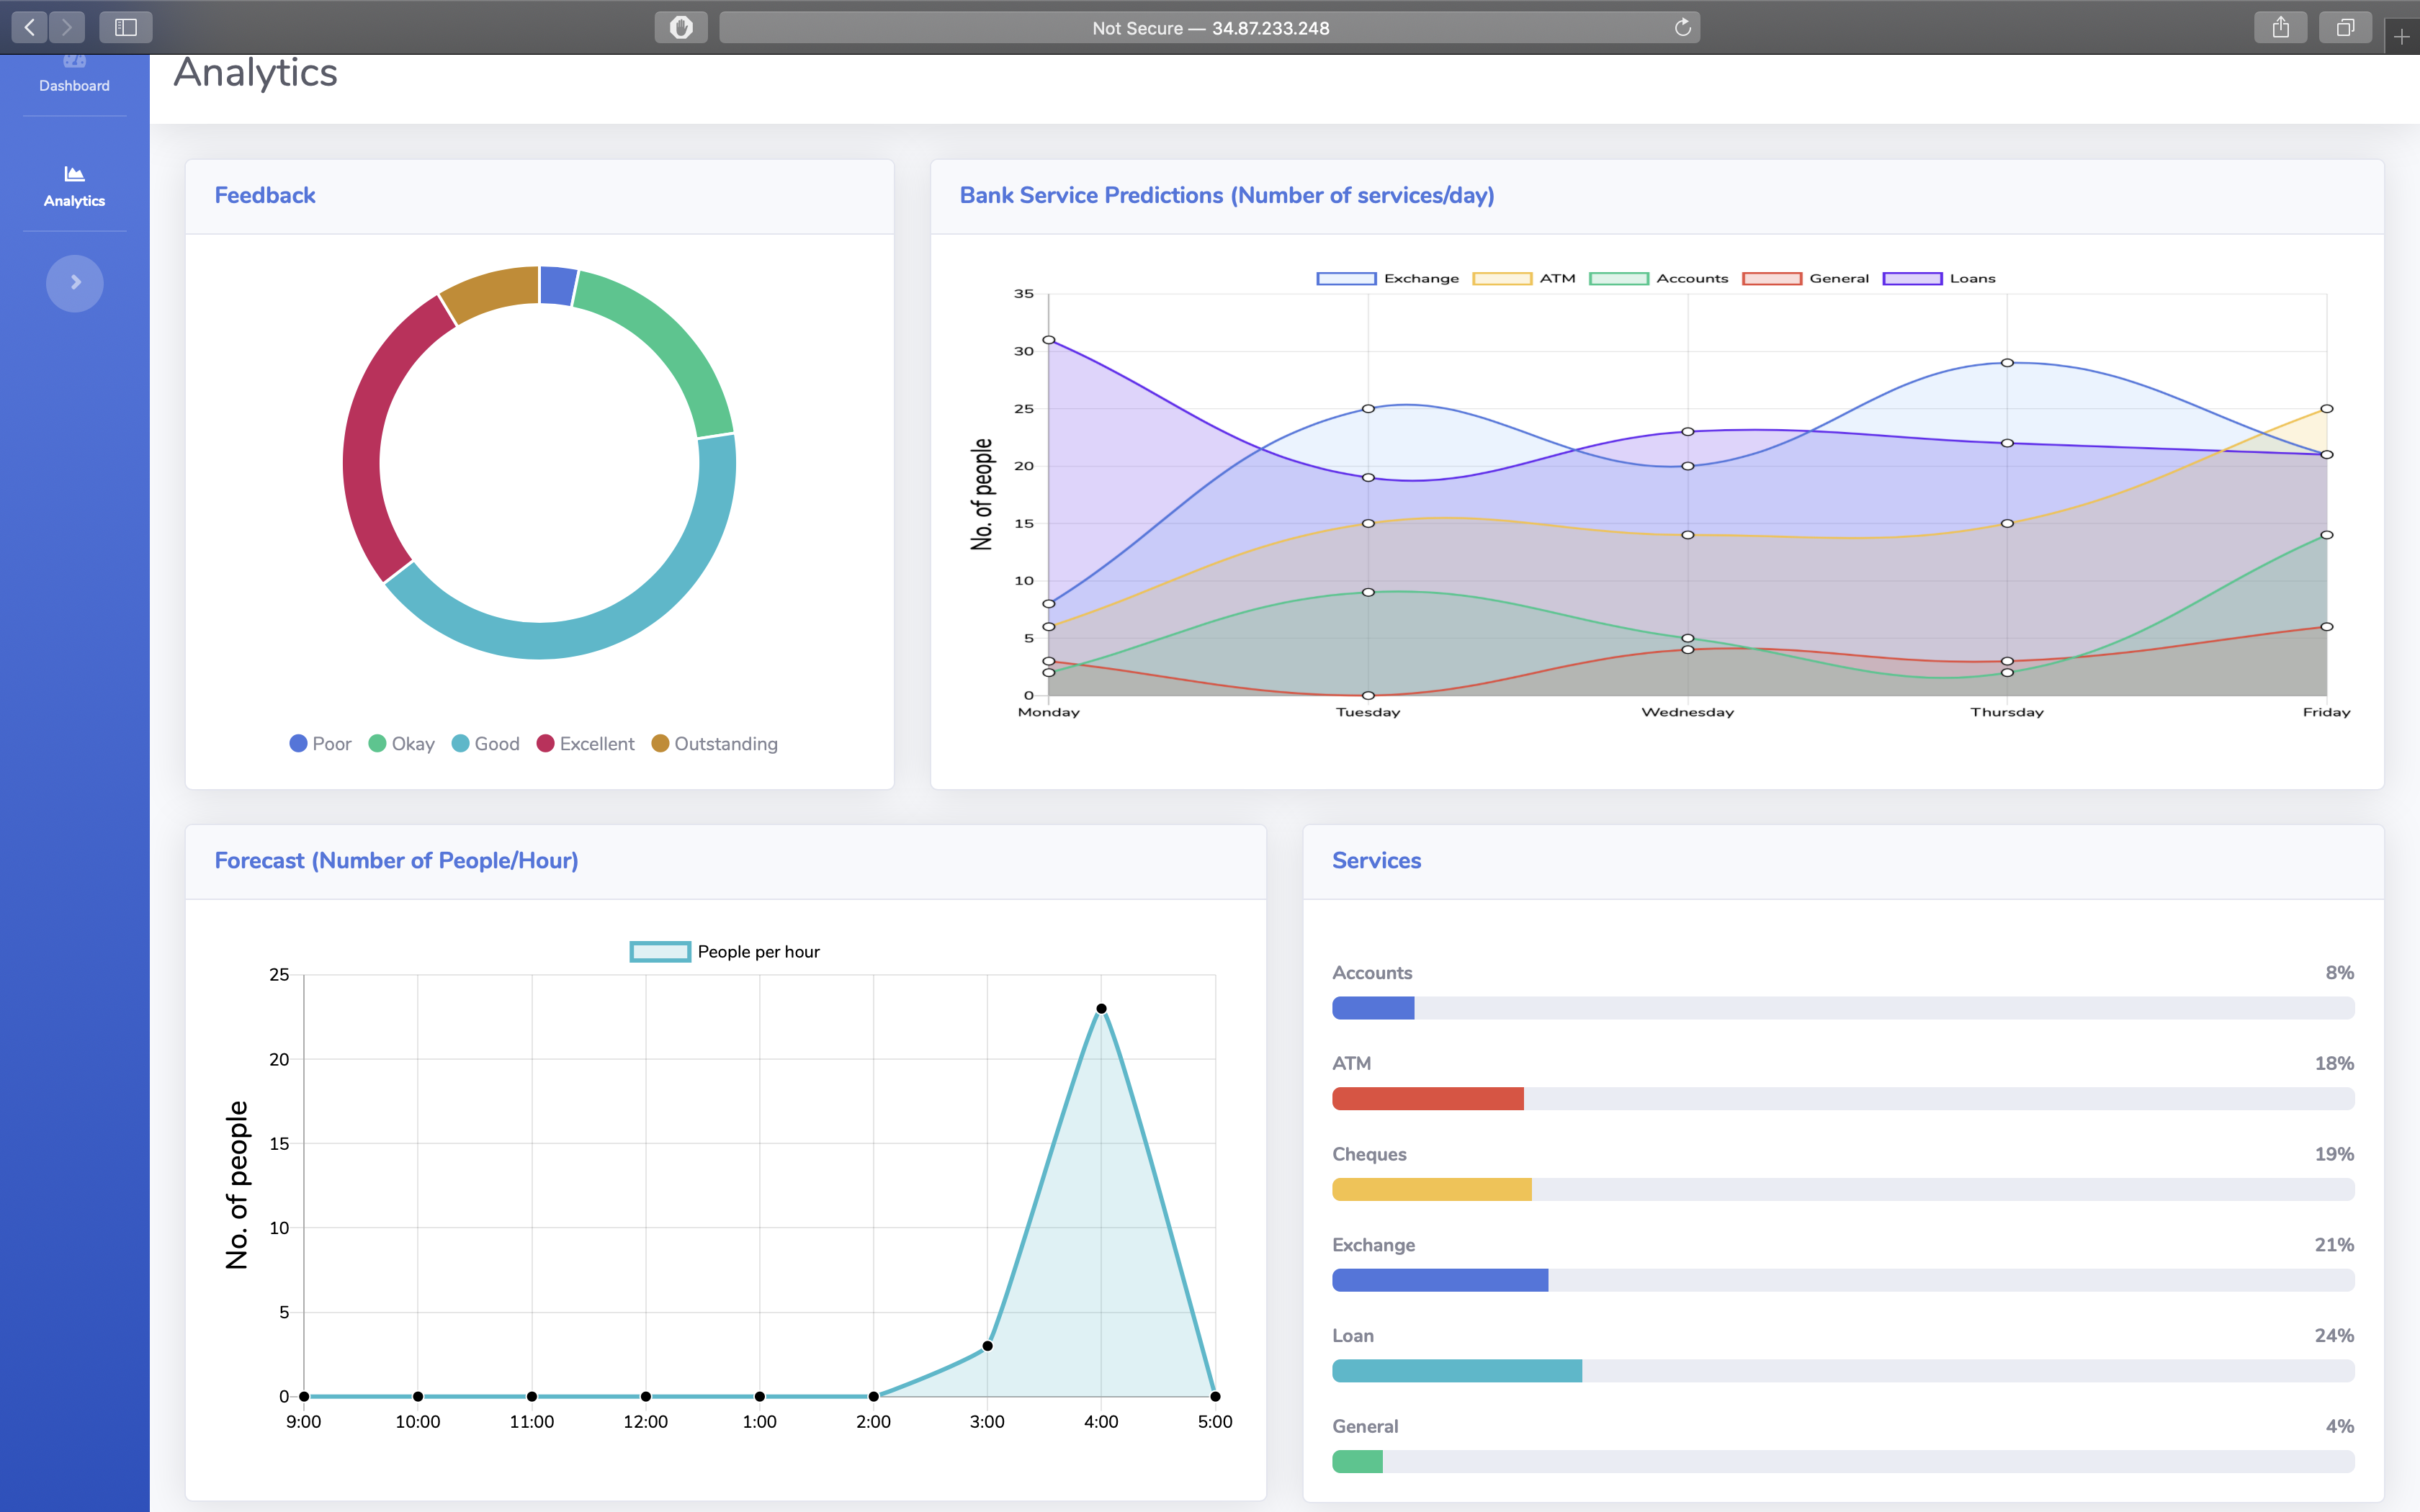 Not Secure — 34.87.233.248
Dashboard
Analytics
Analytics
Feedback
Poor Okay Good Excellent Outstanding
Bank Service Predictions (Number of services/day)
Exchange ATM Accounts General Loans
No. of people
35
30
25
20
15
10
5
0
Monday Tuesday Wednesday Thursday Friday
Forecast (Number of People/Hour)
People per hour
No. of people
25
20
15
10
5
0
9:00 10:00 11:00 12:00 1:00 2:00 3:00 4:00 5:00
Services
Accounts 8%
ATM 18%
Cheques 19%
Exchange 21%
Loan 24%
General 4%